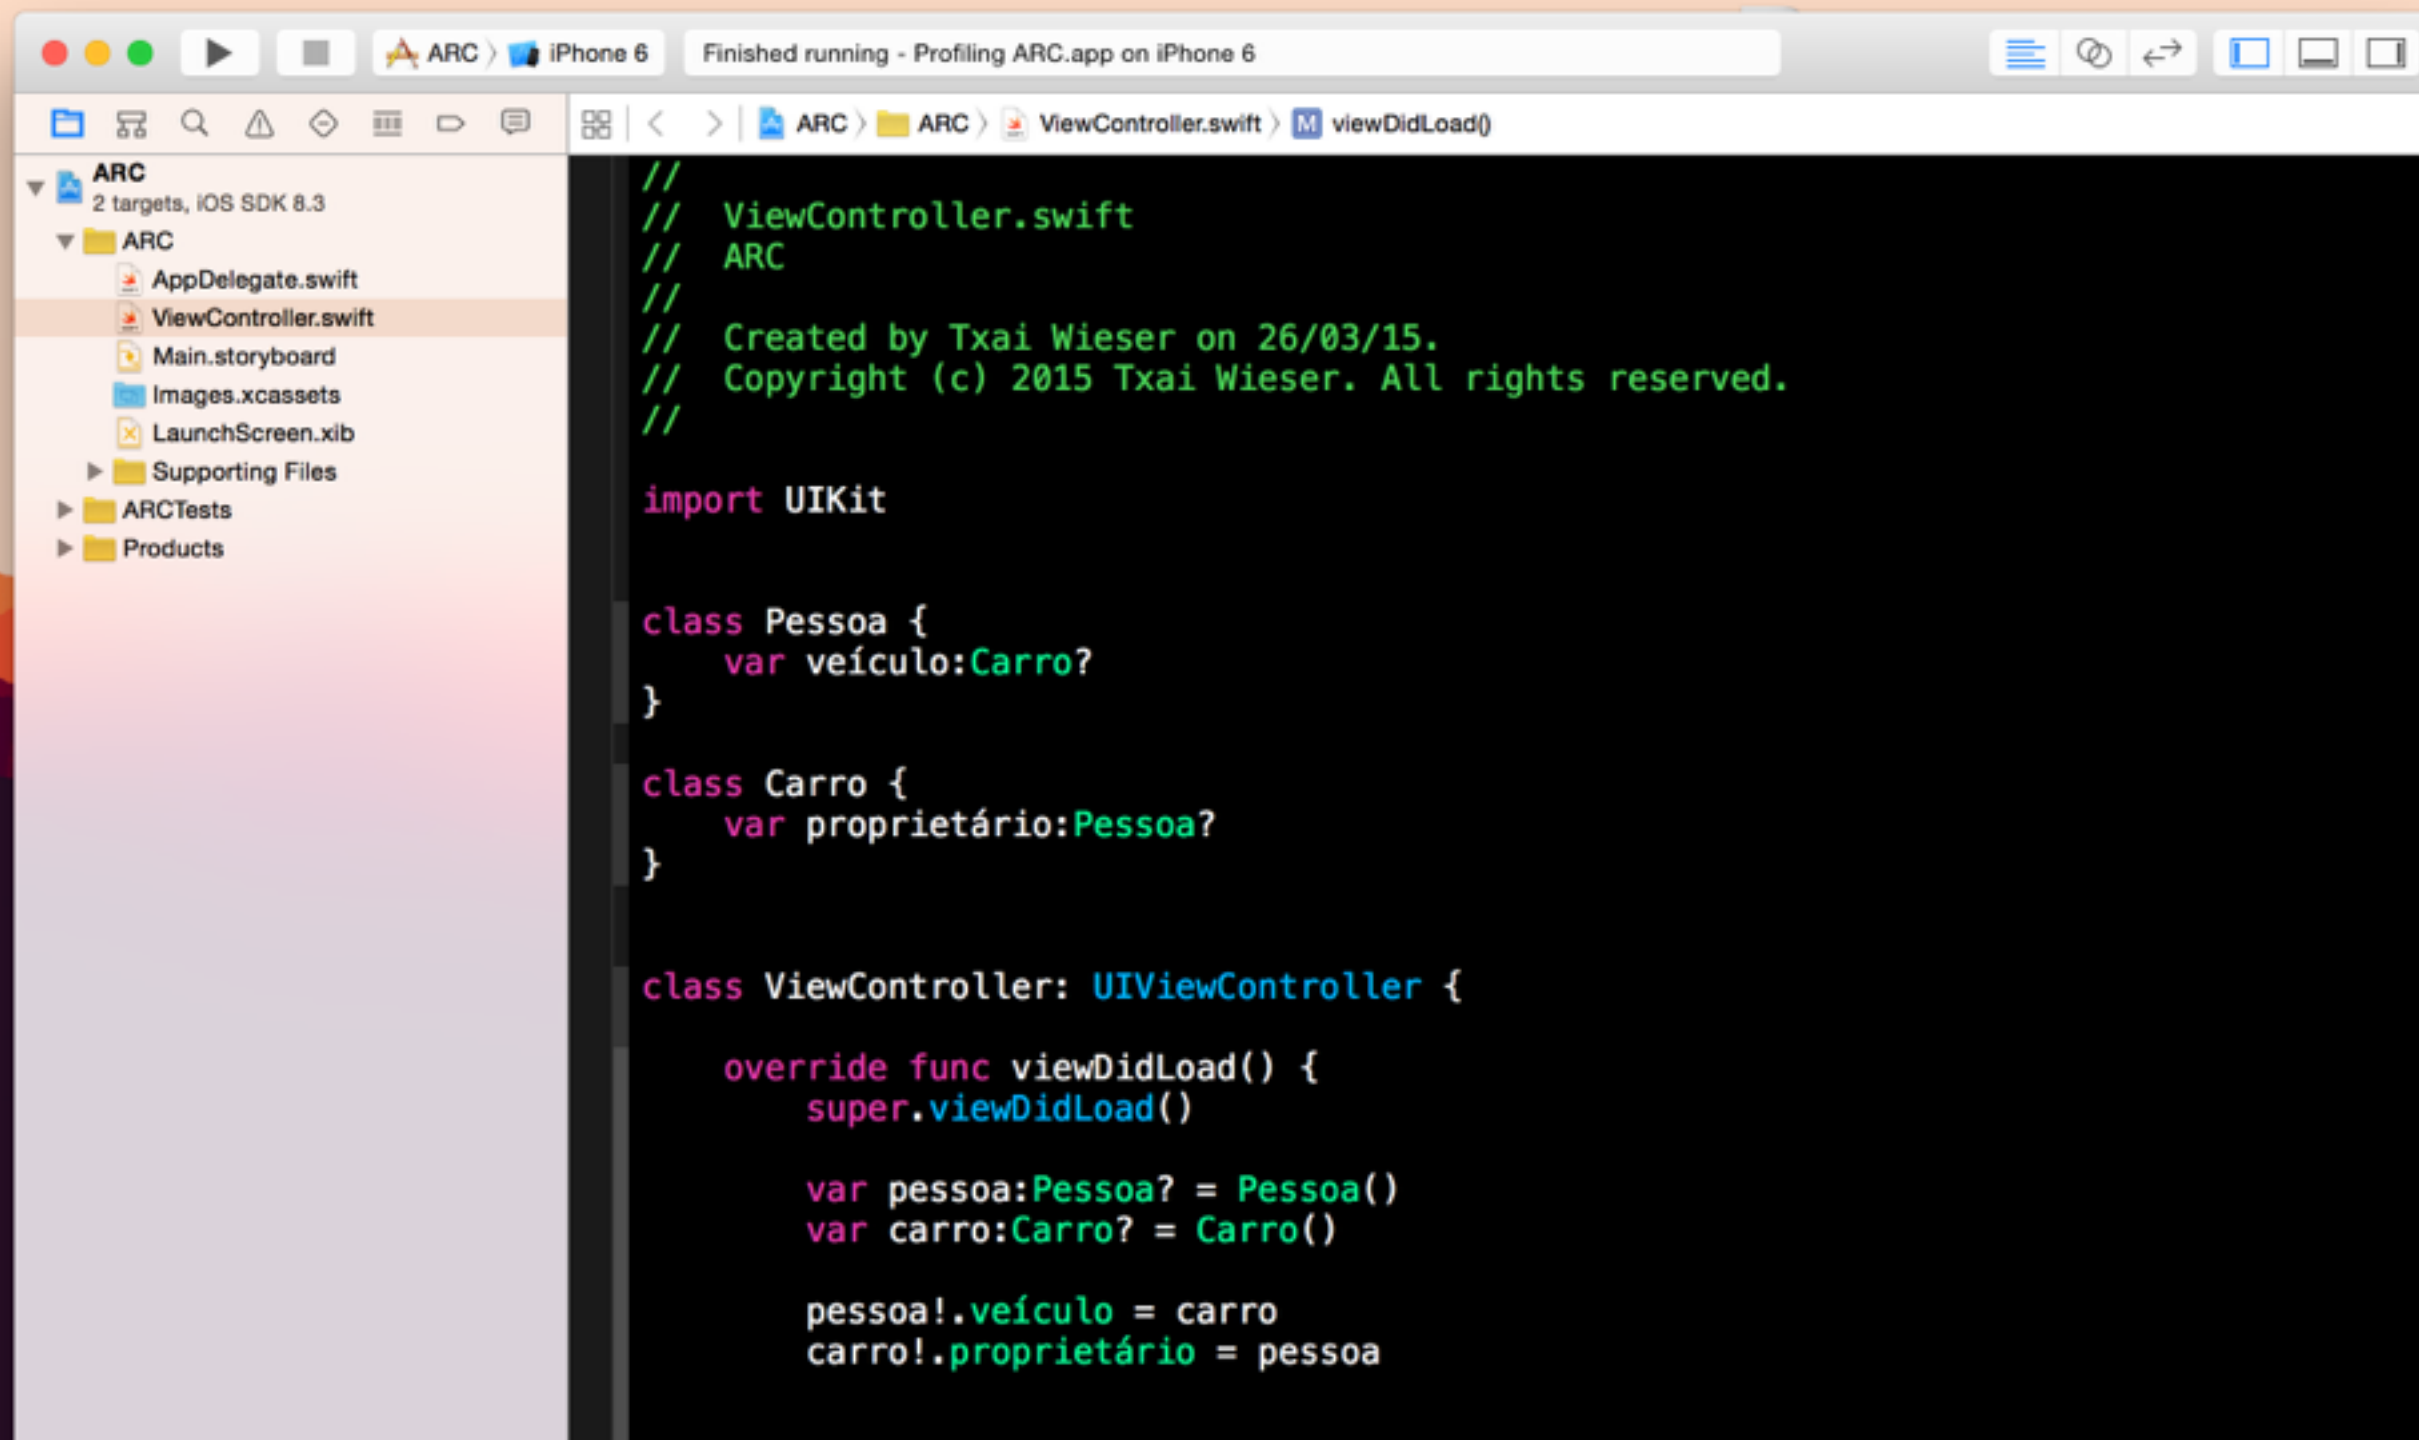 ARC iPhone 6 Finished running - Profiling ARC.app on iPhone 6
ARC ARC ViewController.swift M viewDidLoad()
ARC
2 targets, iOS SDK 8.3
ARC
AppDelegate.swift
ViewController.swift
Main.storyboard
Images.xcassets
LaunchScreen.xib
Supporting Files
ARCTests
Products
//
// ViewController.swift
// ARC
//
// Created by Txai Wieser on 26/03/15.
// Copyright (c) 2015 Txai Wieser. All rights reserved.
//
import UIKit
class Pessoa {
var veículo:Carro?
}
class Carro {
var proprietário:Pessoa?
}
class ViewController: UIViewController {
override func viewDidLoad() {
super.viewDidLoad()
var pessoa:Pessoa? = Pessoa()
var carro:Carro? = Carro()
pessoa!.veículo = carro
carro!.proprietário = pessoa